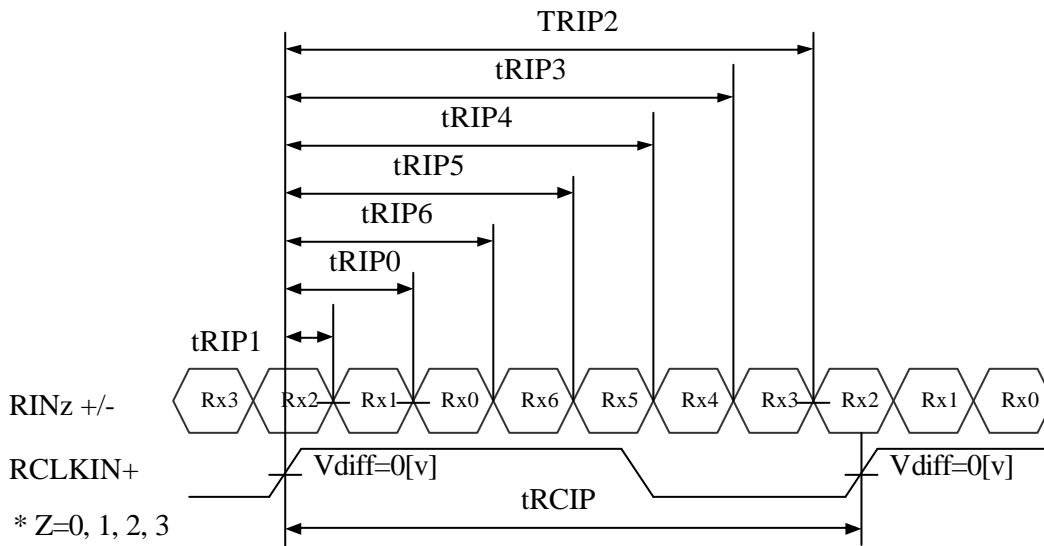 TRIP2
tRIP3
tRIP4
tRIP5
tRIP6
tRIP0
tRIP1
RINz +/- Rx3 Rx2 Rx1 Rx0 Rx6 Rx5 Rx4 Rx3 Rx2 Rx1 Rx0
RCLKIN+ Vdiff=0[v] Vdiff=0[v]
tRCIP
* Z=0, 1, 2, 3